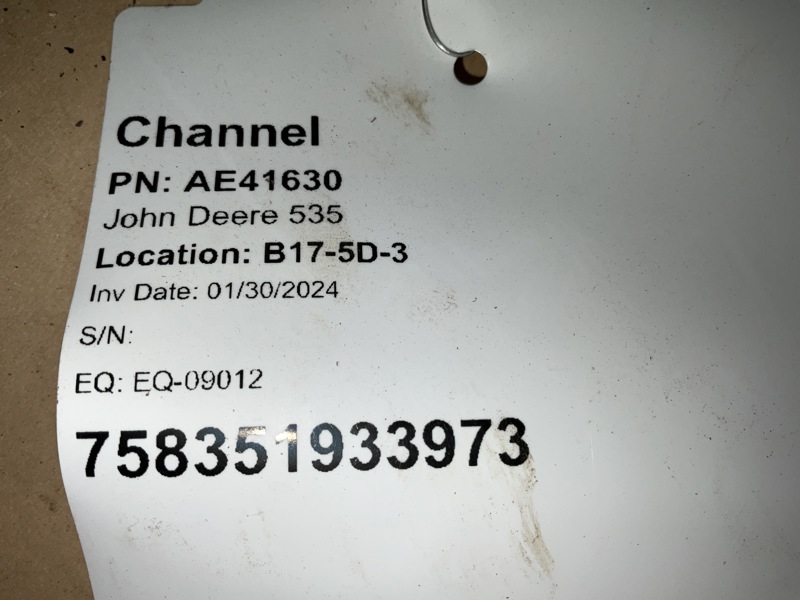 Channel
PN: AE41630
John Deere 535
Location: B17-5D-3
Inv Date: 01/30/2024
S/N:
EQ: EQ-09012
758351933973